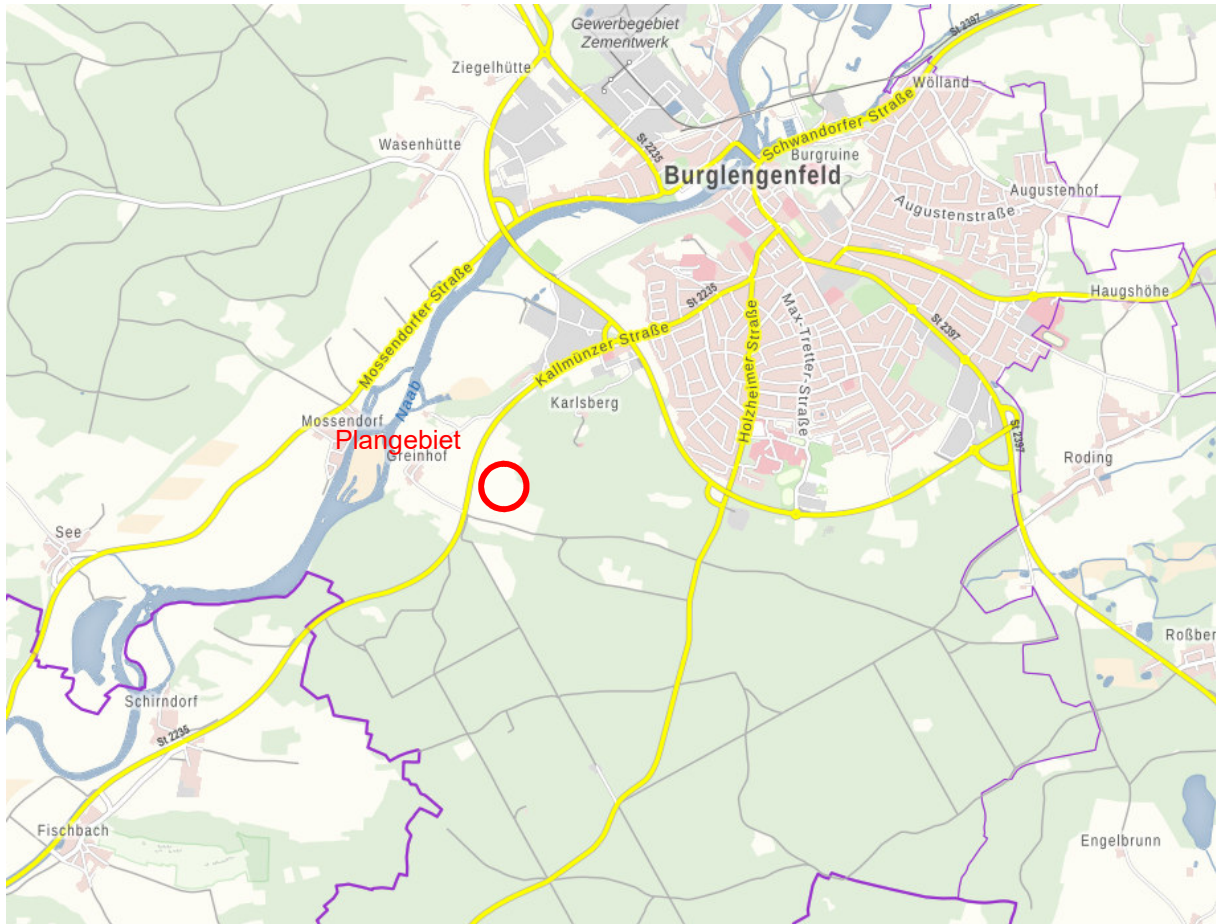 Gewerbegebiet
Zementwerk
St 2397
Ziegelhütte
Wölland
Wasenhütte
St 2235
Schwandorfer Straße
Burgruine
Burglengenfeld
Augustenhof
Augustenstraße
Haugshöhe
Mossendorfer Straße
St 2235
Kallmünzer Straße
Max-Tretter-Straße
Holzheimer Straße
St 2397
Naab
Karlsberg
Mossendorf
Plangebiet
Greinhof
St 2397
Roding
See
Roßber
Schirndorf
St 2235
Fischbach
Engelbrunn